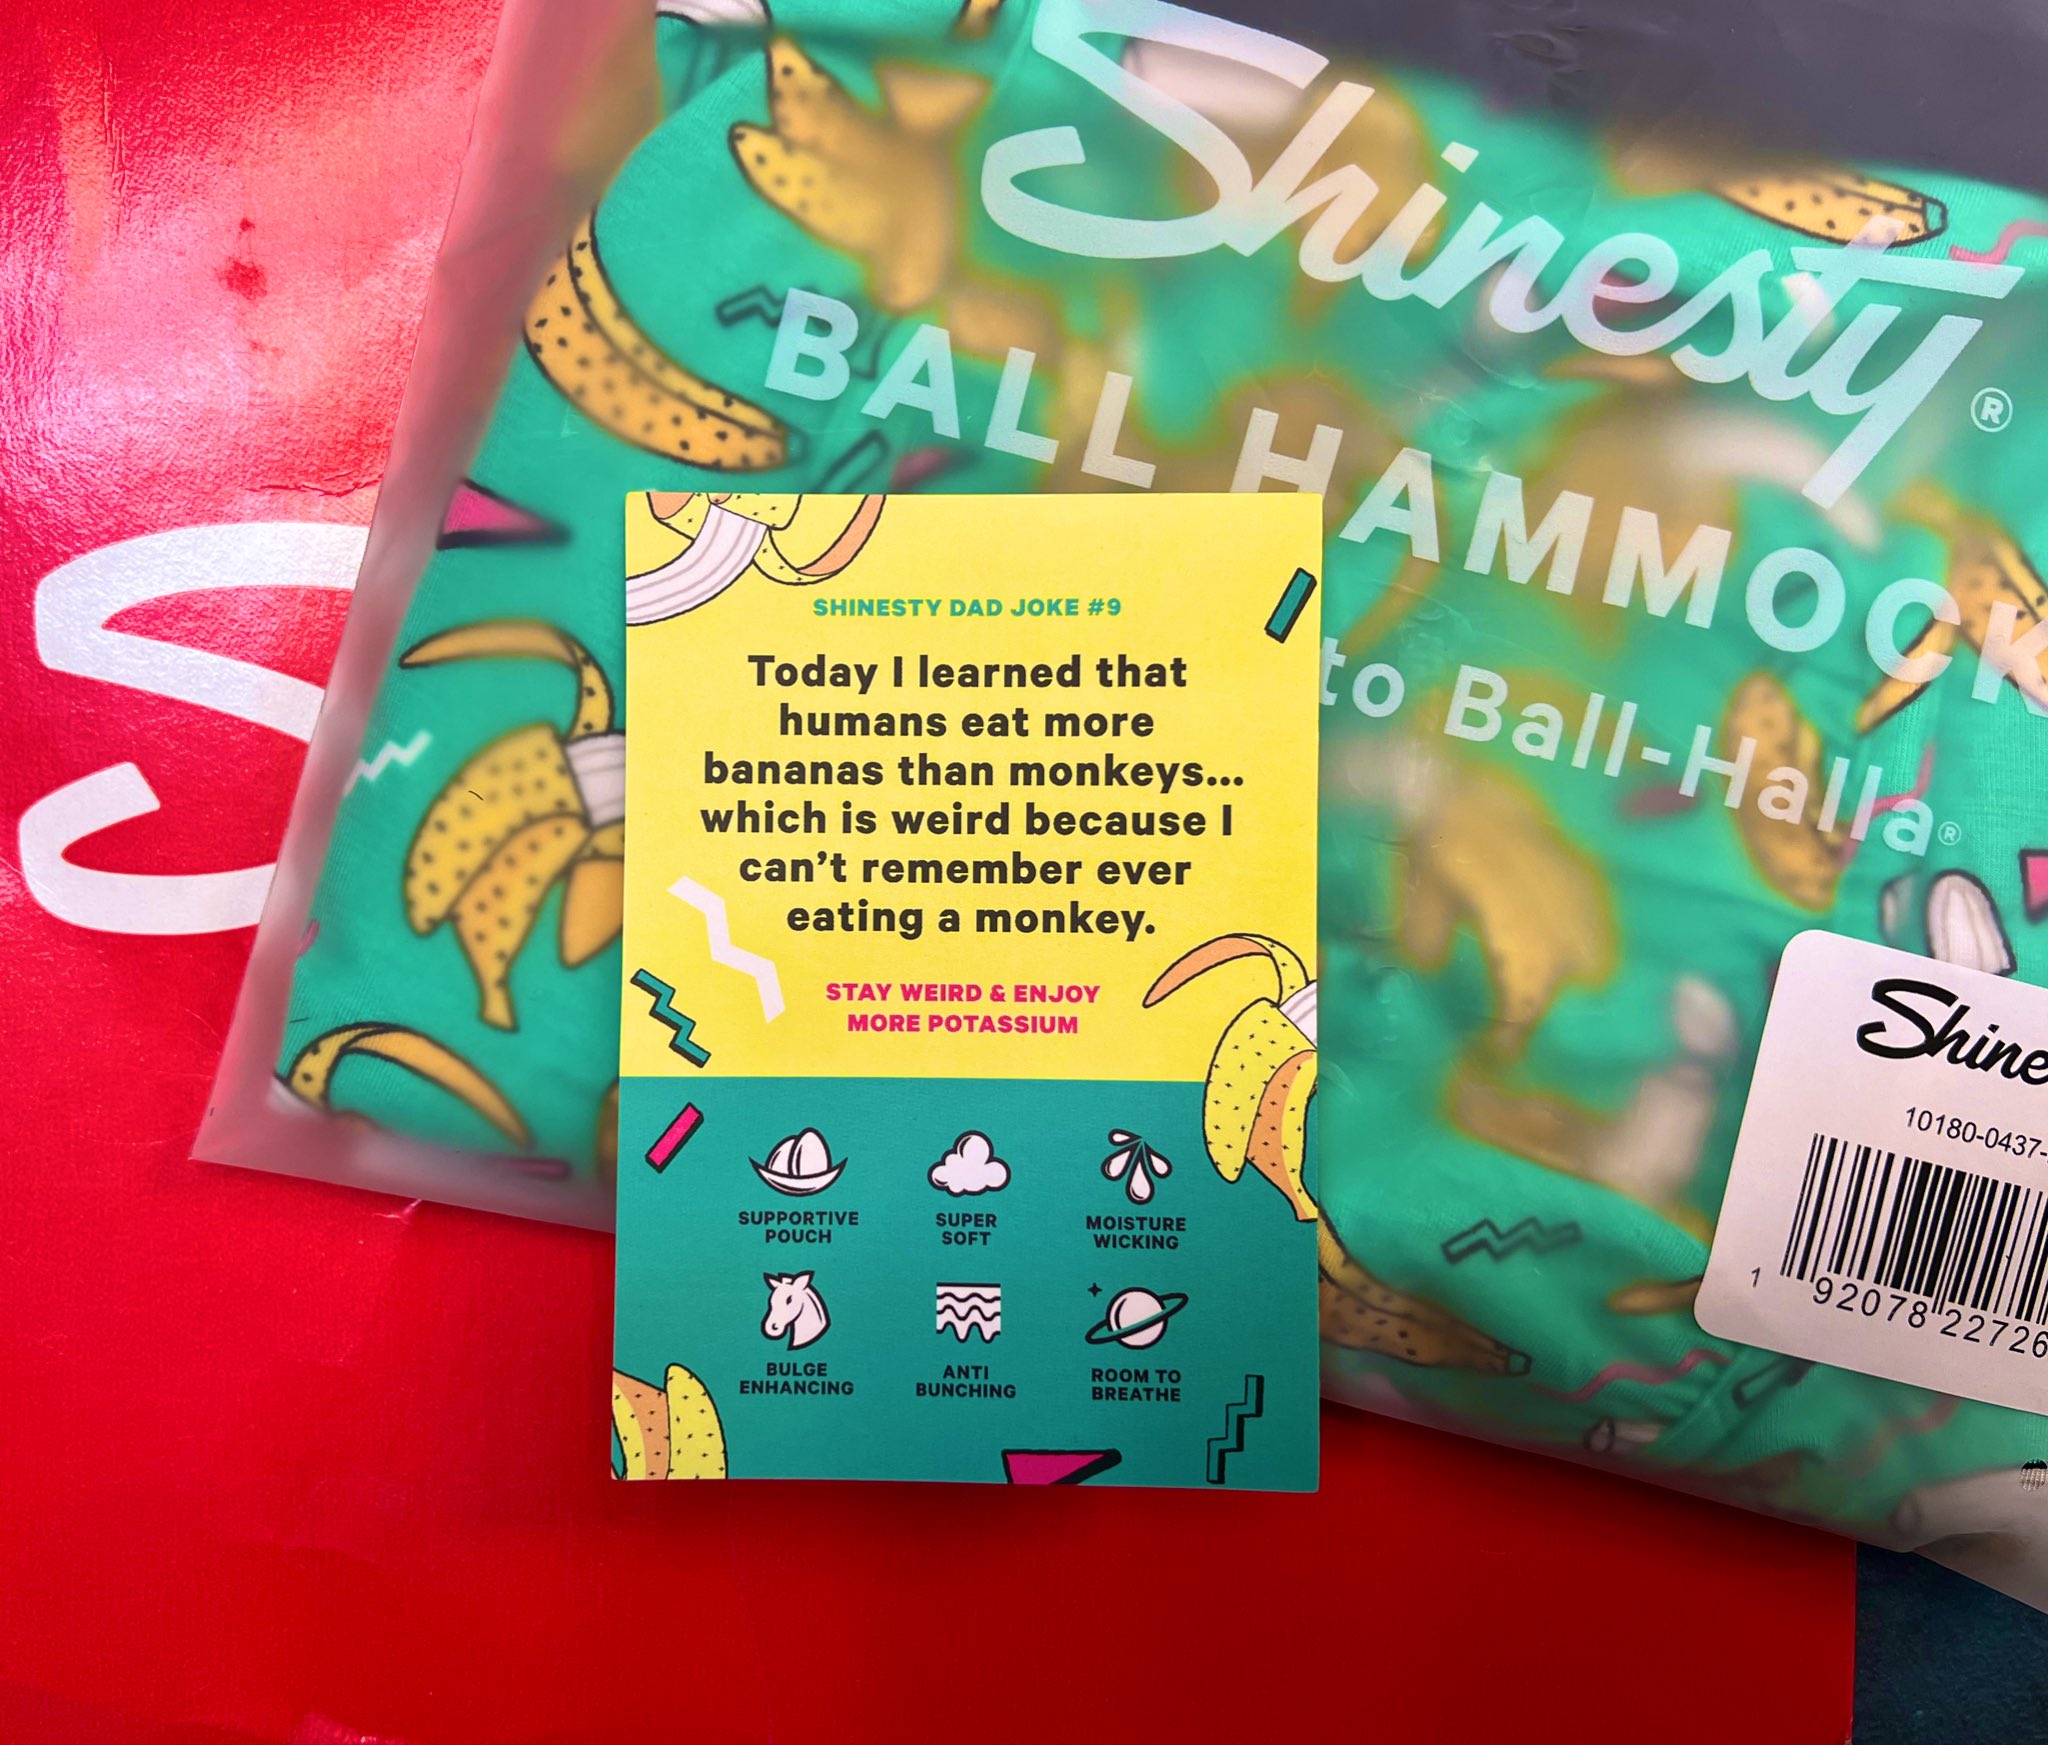 Shinesty®
BALL HAMMOCK
to Ball-Halla®
SHINESTY DAD JOKE #9
Today I learned that
humans eat more
bananas than monkeys...
which is weird because I
can't remember ever
eating a monkey.
STAY WEIRD & ENJOY
MORE POTASSIUM
SUPPORTIVE
POUCH
SUPER
SOFT
MOISTURE
WICKING
BULGE
ENHANCING
ANTI
BUNCHING
ROOM TO
BREATHE
Shine
10180-0437-
1 92078 22726
S